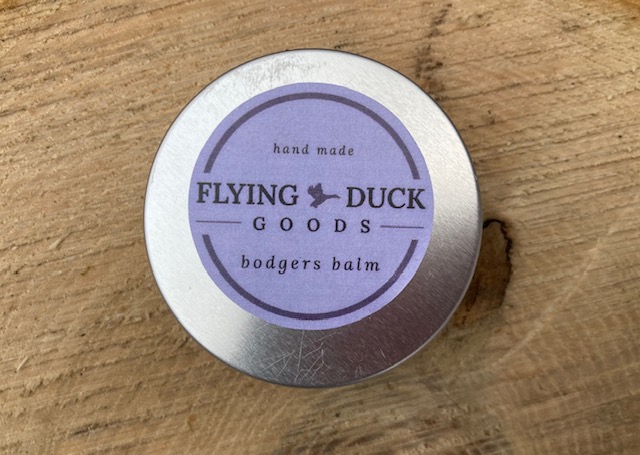 hand made
FLYING DUCK
GOODS
bodgers balm